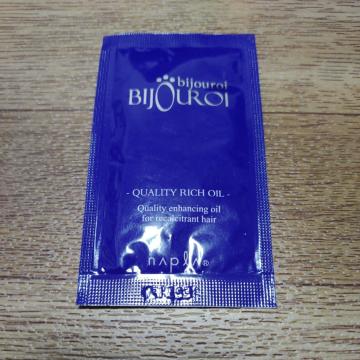 bijouroi
BIJOUROI
- QUALITY RICH OIL -
Quality enhancing oil
for recalcitrant hair
napla®